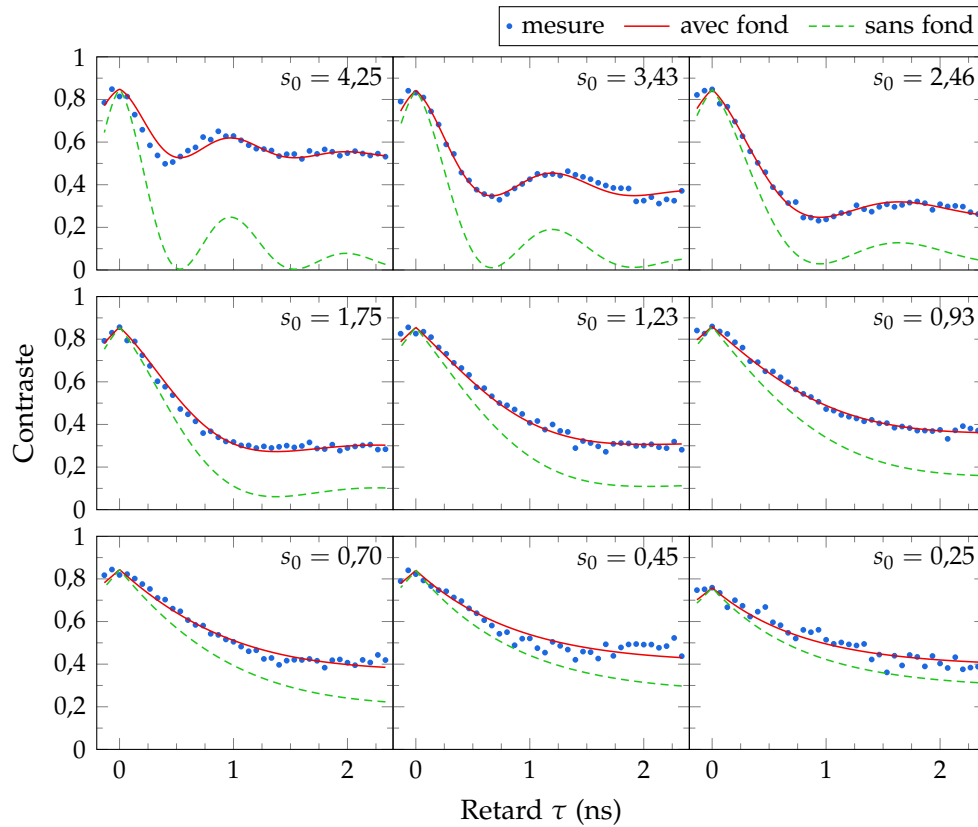 mesure avec fond sans fond
1 s₀ = 4,25 s₀ = 3,43 s₀ = 2,46
0,8
0,6
0,4
0,2
0
1 s₀ = 1,75 s₀ = 1,23 s₀ = 0,93
0,8
0,6
0,4
0,2
0
Contraste
1 s₀ = 0,70 s₀ = 0,45 s₀ = 0,25
0,8
0,6
0,4
0,2
0
0 1 2 0 1 2 0 1 2
Retard τ (ns)